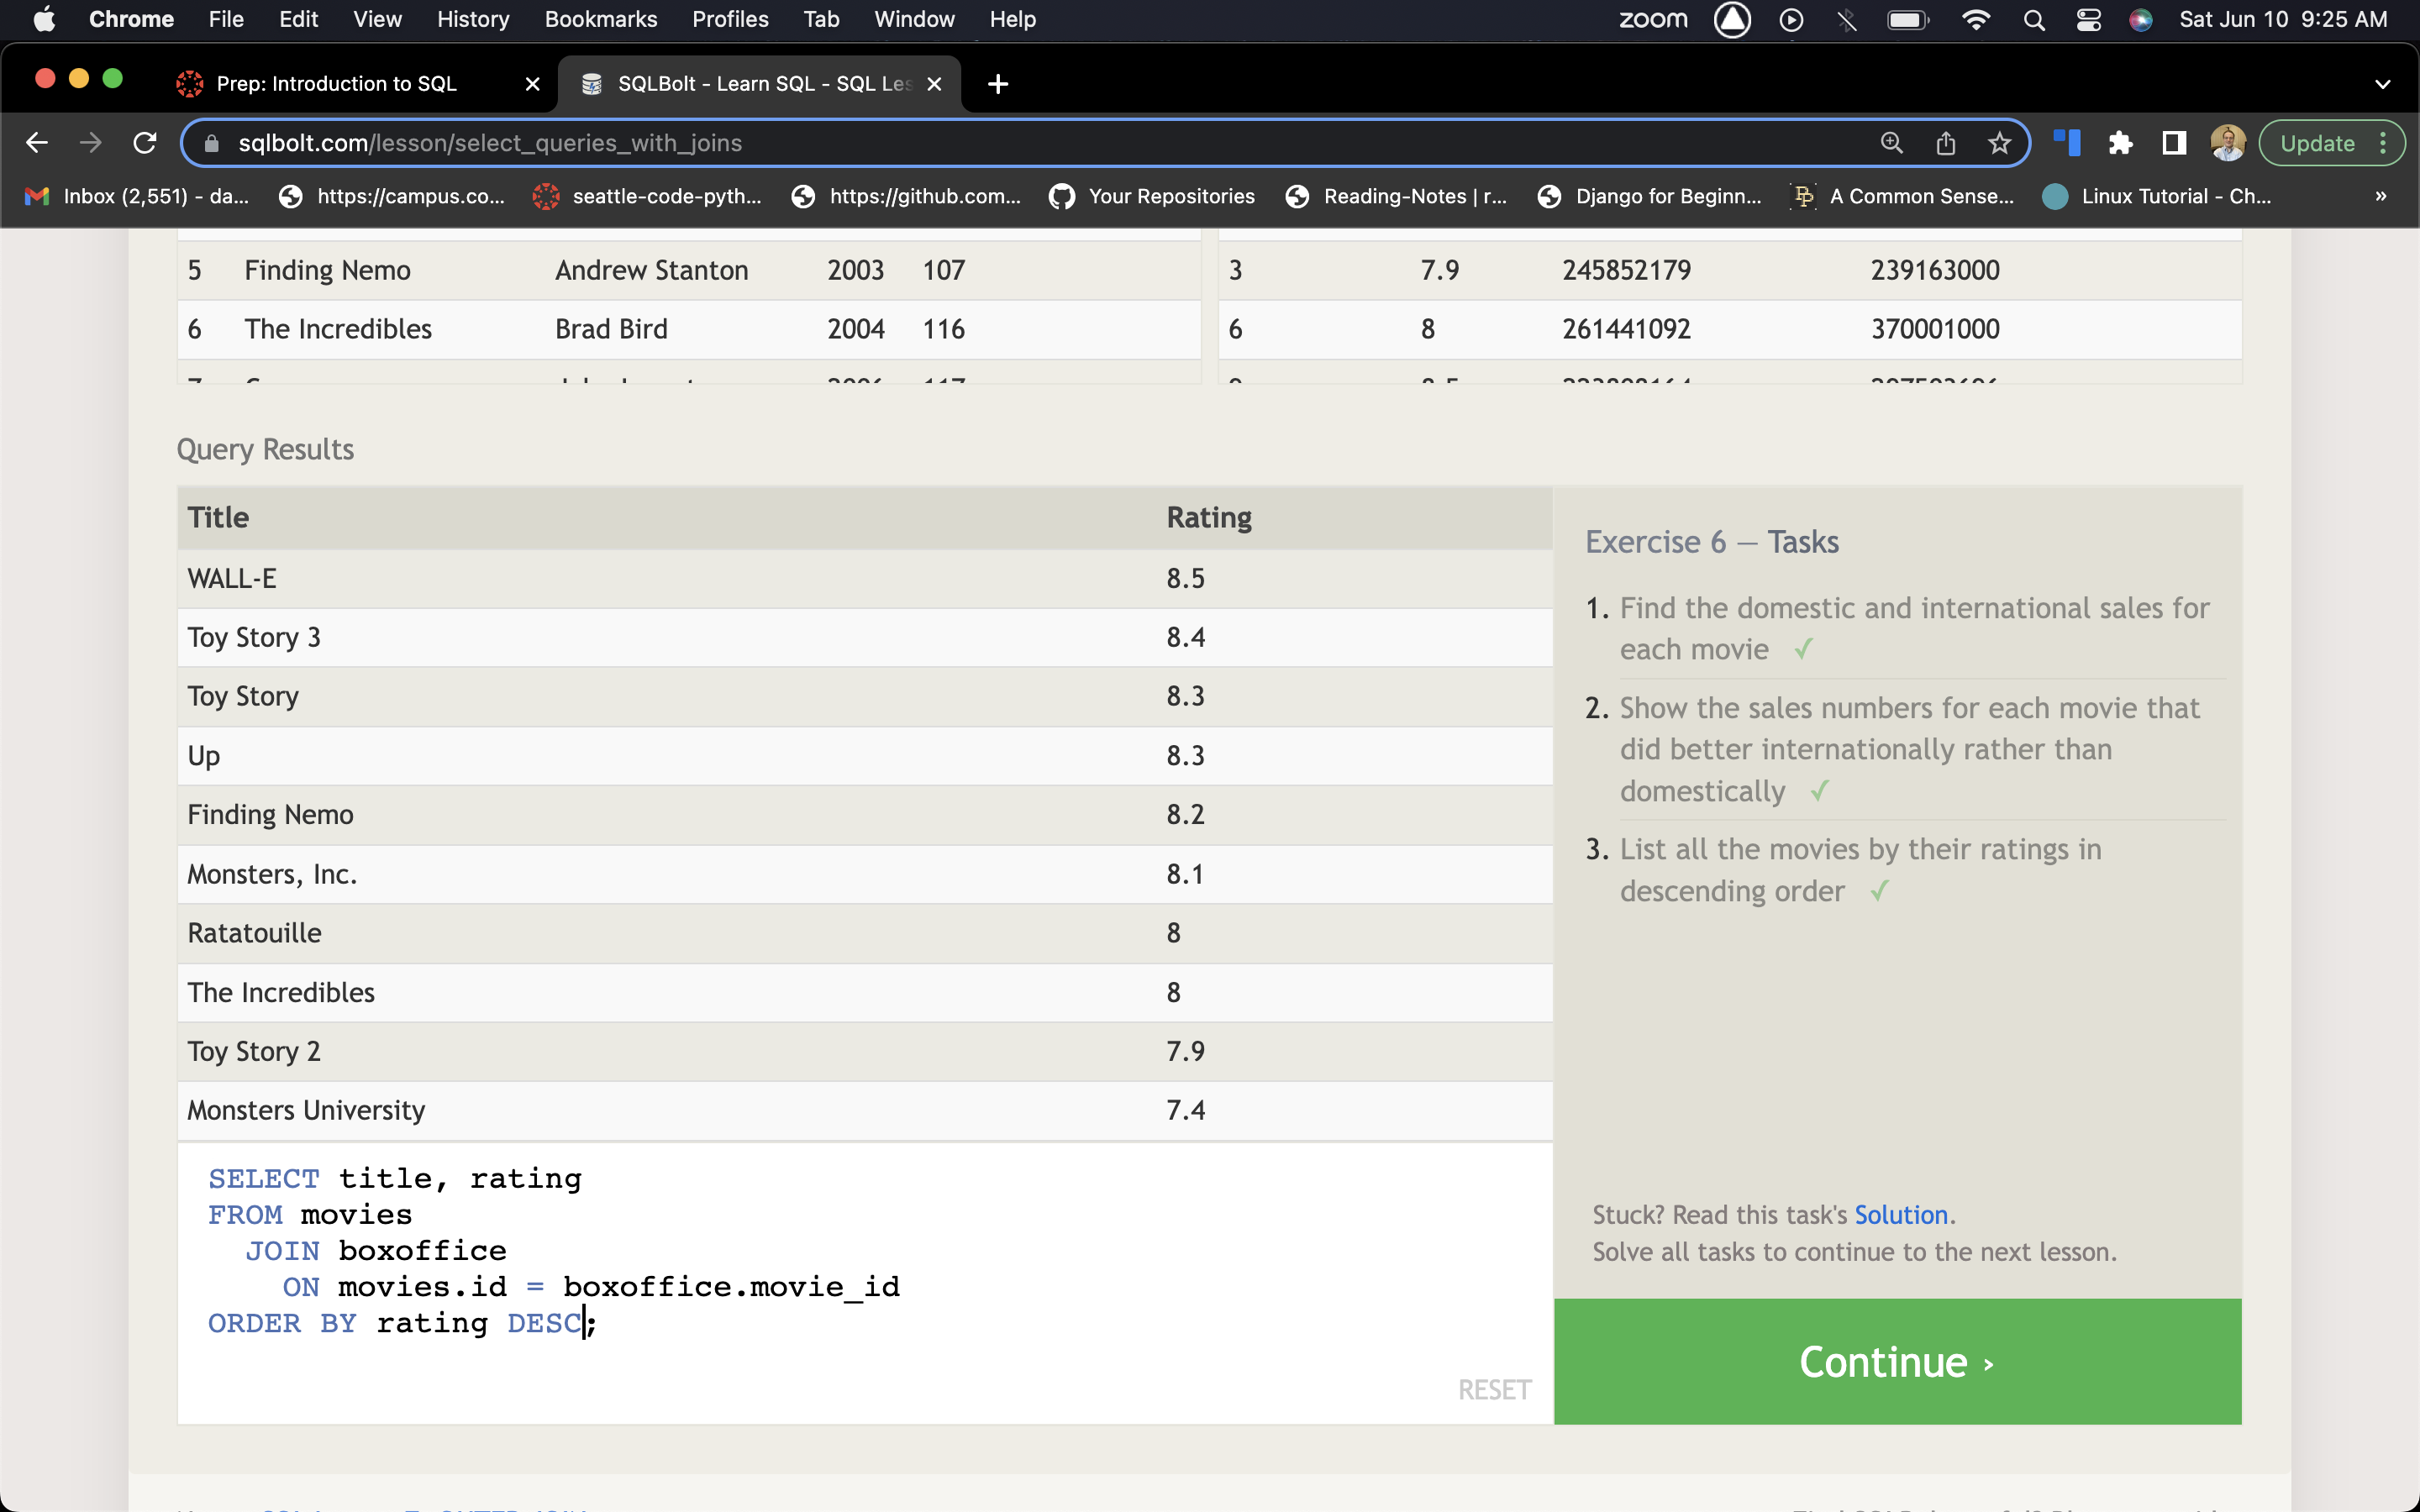 Chrome File Edit View History Bookmarks Profiles Tab Window Help zoom Sat Jun 10 9:25 AM
Prep: Introduction to SQL SQLBolt - Learn SQL - SQL Les
sqlbolt.com/lesson/select_queries_with_joins Update
Inbox (2,551) - da... https://campus.co... seattle-code-pyth... https://github.com... Your Repositories Reading-Notes | r... Django for Beginn... A Common Sense... Linux Tutorial - Ch... »
5 Finding Nemo Andrew Stanton 2003 107 3 7.9 245852179 239163000
6 The Incredibles Brad Bird 2004 116 6 8 261441092 370001000
Query Results
Title Rating
WALL-E 8.5
Toy Story 3 8.4
Toy Story 8.3
Up 8.3
Finding Nemo 8.2
Monsters, Inc. 8.1
Ratatouille 8
The Incredibles 8
Toy Story 2 7.9
Monsters University 7.4
SELECT title, rating
FROM movies
JOIN boxoffice
ON movies.id = boxoffice.movie_id
ORDER BY rating DESC;
RESET
Exercise 6 — Tasks
1. Find the domestic and international sales for
each movie ✓
2. Show the sales numbers for each movie that
did better internationally rather than
domestically ✓
3. List all the movies by their ratings in
descending order ✓
Stuck? Read this task's Solution.
Solve all tasks to continue to the next lesson.
Continue ›